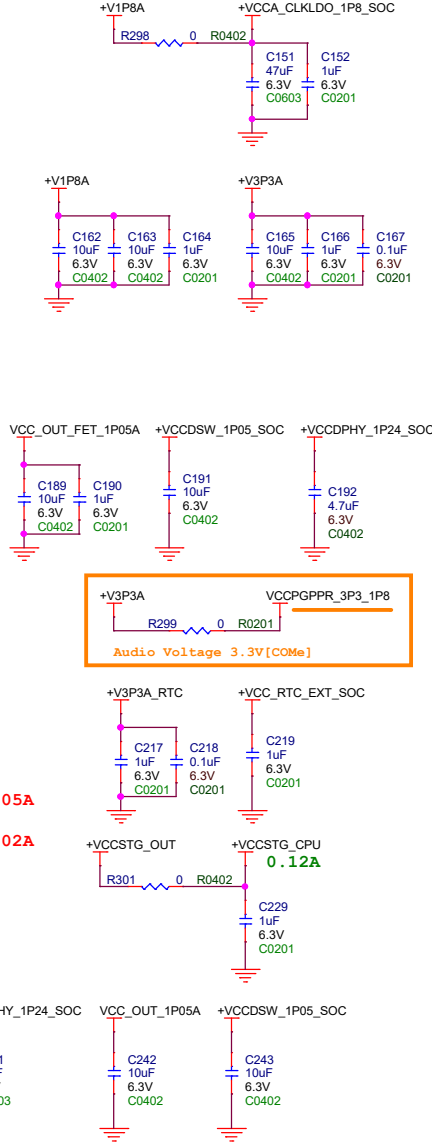 +V1P8A
+VCCA_CLKLDO_1P8_SOC
R298 0 R0402
C151
47uF
6.3V
C0603
C152
1uF
6.3V
C0201
+V1P8A
+V3P3A
C162
10uF
6.3V
C0402
C163
10uF
6.3V
C0402
C164
1uF
6.3V
C0201
C165
10uF
6.3V
C0402
C166
1uF
6.3V
C0201
C167
0.1uF
6.3V
C0201
VCC_OUT_FET_1P05A
+VCCDSW_1P05_SOC
+VCCDPHY_1P24_SOC
C189
10uF
6.3V
C0402
C190
1uF
6.3V
C0201
C191
10uF
6.3V
C0402
C192
4.7uF
6.3V
C0402
+V3P3A
VCCPGPPR_3P3_1P8
R299 0 R0201
Audio Voltage 3.3V[COMe]
+V3P3A_RTC
+VCC_RTC_EXT_SOC
C217
1uF
6.3V
C0201
C218
0.1uF
6.3V
C0201
C219
1uF
6.3V
C0201
05A
02A
+VCCSTG_OUT
+VCCSTG_CPU
0.12A
R301 0 R0402
C229
1uF
6.3V
C0201
HY_1P24_SOC
VCC_OUT_1P05A
+VCCDSW_1P05_SOC
1
F
03
C242
10uF
6.3V
C0402
C243
10uF
6.3V
C0402